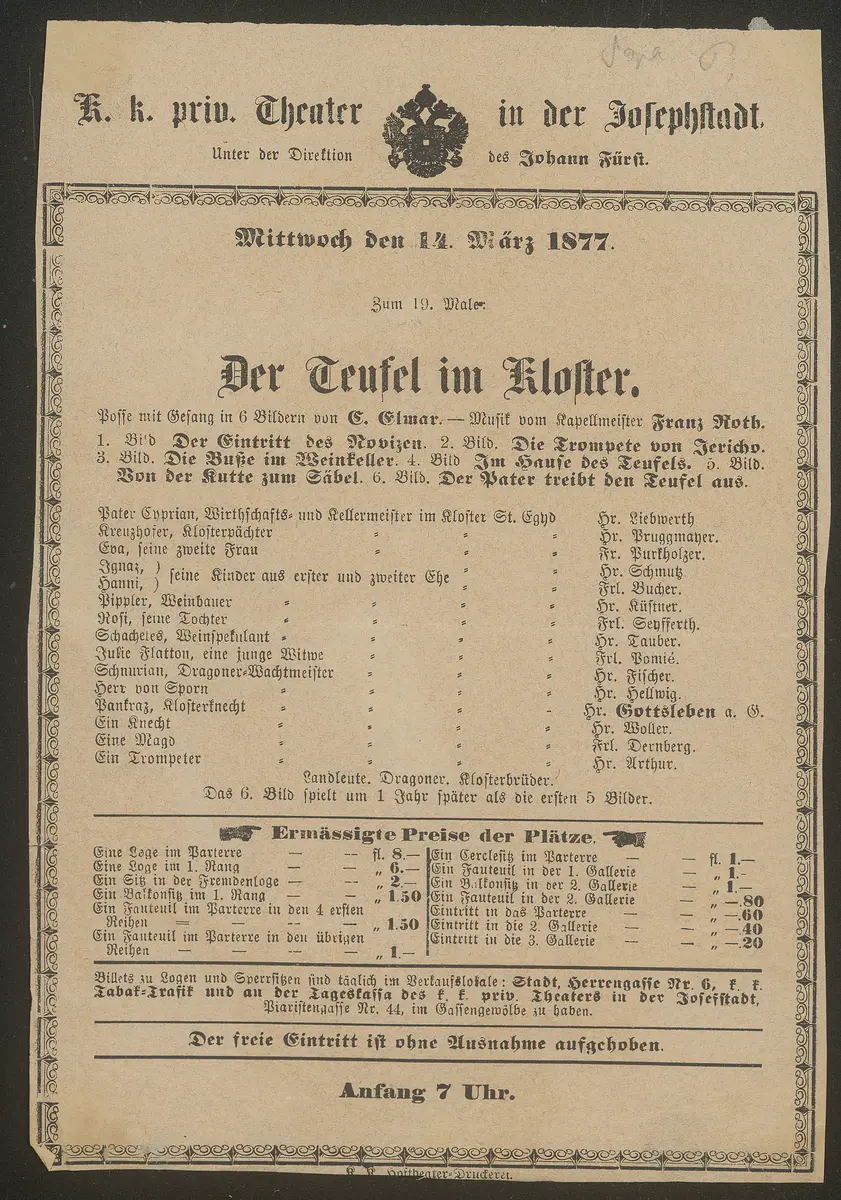 K. k. priv. Theater in der Josephstadt.
Unter der Direktion des Johann Fürst.
Mittwoch den 14. März 1877.
Zum 19. Male:
Der Teufel im Kloster.
Posse mit Gesang in 6 Bildern von C. Elmar. — Musik vom Kapellmeister Franz Roth.
1. Bild Der Eintritt des Novizen. 2. Bild. Die Trompete von Jericho.
3. Bild. Die Buße im Weinkeller. 4. Bild Im Hause des Teufels. 5. Bild.
Von der Kutte zum Säbel. 6. Bild. Der Pater treibt den Teufel aus.
Pater Cyprian, Wirthschafts- und Kellermeister im Kloster St. Egyd Hr. Liebwerth
Kreuzhofer, Klosterpächter " " " Hr. Pruggmayer.
Eva, seine zweite Frau " " " Fr. Purkholzer.
Ignaz, ) seine Kinder aus erster und zweiter Ehe " " Hr. Schmutz
Hanni, ) " " Frl. Bucher.
Pippler, Weinbauer " " " " Hr. Küstner.
Rosi, seine Tochter " " " " Frl. Seyfferth.
Schacheles, Weinspekulant " " " " Hr. Tauber.
Julie Flatton, eine junge Witwe " " " Frl. Pomié.
Schnurian, Dragoner-Wachtmeister " " " Hr. Fischer.
Herr von Sporn " " " " Hr. Hellwig.
Pankraz, Klosterknecht " " " - Hr. Gottsleben a. G.
Ein Knecht " " " " Hr. Woller.
Eine Magd " " " " Frl. Dernberg.
Ein Trompeter " " " " Hr. Arthur.
Landleute. Dragoner. Klosterbrüder.
Das 6. Bild spielt um 1 Jahr später als die ersten 5 Bilder.
Ermässigte Preise der Plätze.
Eine Loge im Parterre — — fl. 8.—
Eine Loge im 1. Rang — — „ 6.—
Ein Sitz in der Fremdenloge — — „ 2.—
Ein Balkonsitz im 1. Rang — — „ 1.50
Ein Fauteuil im Parterre in den 4 ersten
Reihen — — — — „ 1.50
Ein Fauteuil im Parterre in den übrigen
Reihen — — — — „ 1.—
Ein Cerclesitz im Parterre — — fl. 1.—
Ein Fauteuil in der 1. Gallerie — „ 1.-
Ein Balkonsitz in der 2. Gallerie — „ 1.—
Ein Fauteuil in der 2. Gallerie — „ —.80
Eintritt in das Parterre — — „ —.60
Eintritt in die 2. Gallerie — — „ —.40
Eintritt in die 3. Gallerie — — „ —.20
Billets zu Logen und Sperrsitzen sind täglich im Verkaufslokale: Stadt, Herrengasse Nr. 6, k. k.
Tabak-Trafik und an der Tageskassa des k. k. priv. Theaters in der Josefstadt,
Piaristengasse Nr. 44, im Gassengewölbe zu haben.
Der freie Eintritt ist ohne Ausnahme aufgehoben.
Anfang 7 Uhr.
K. K. Hoftheater-Druckerei.